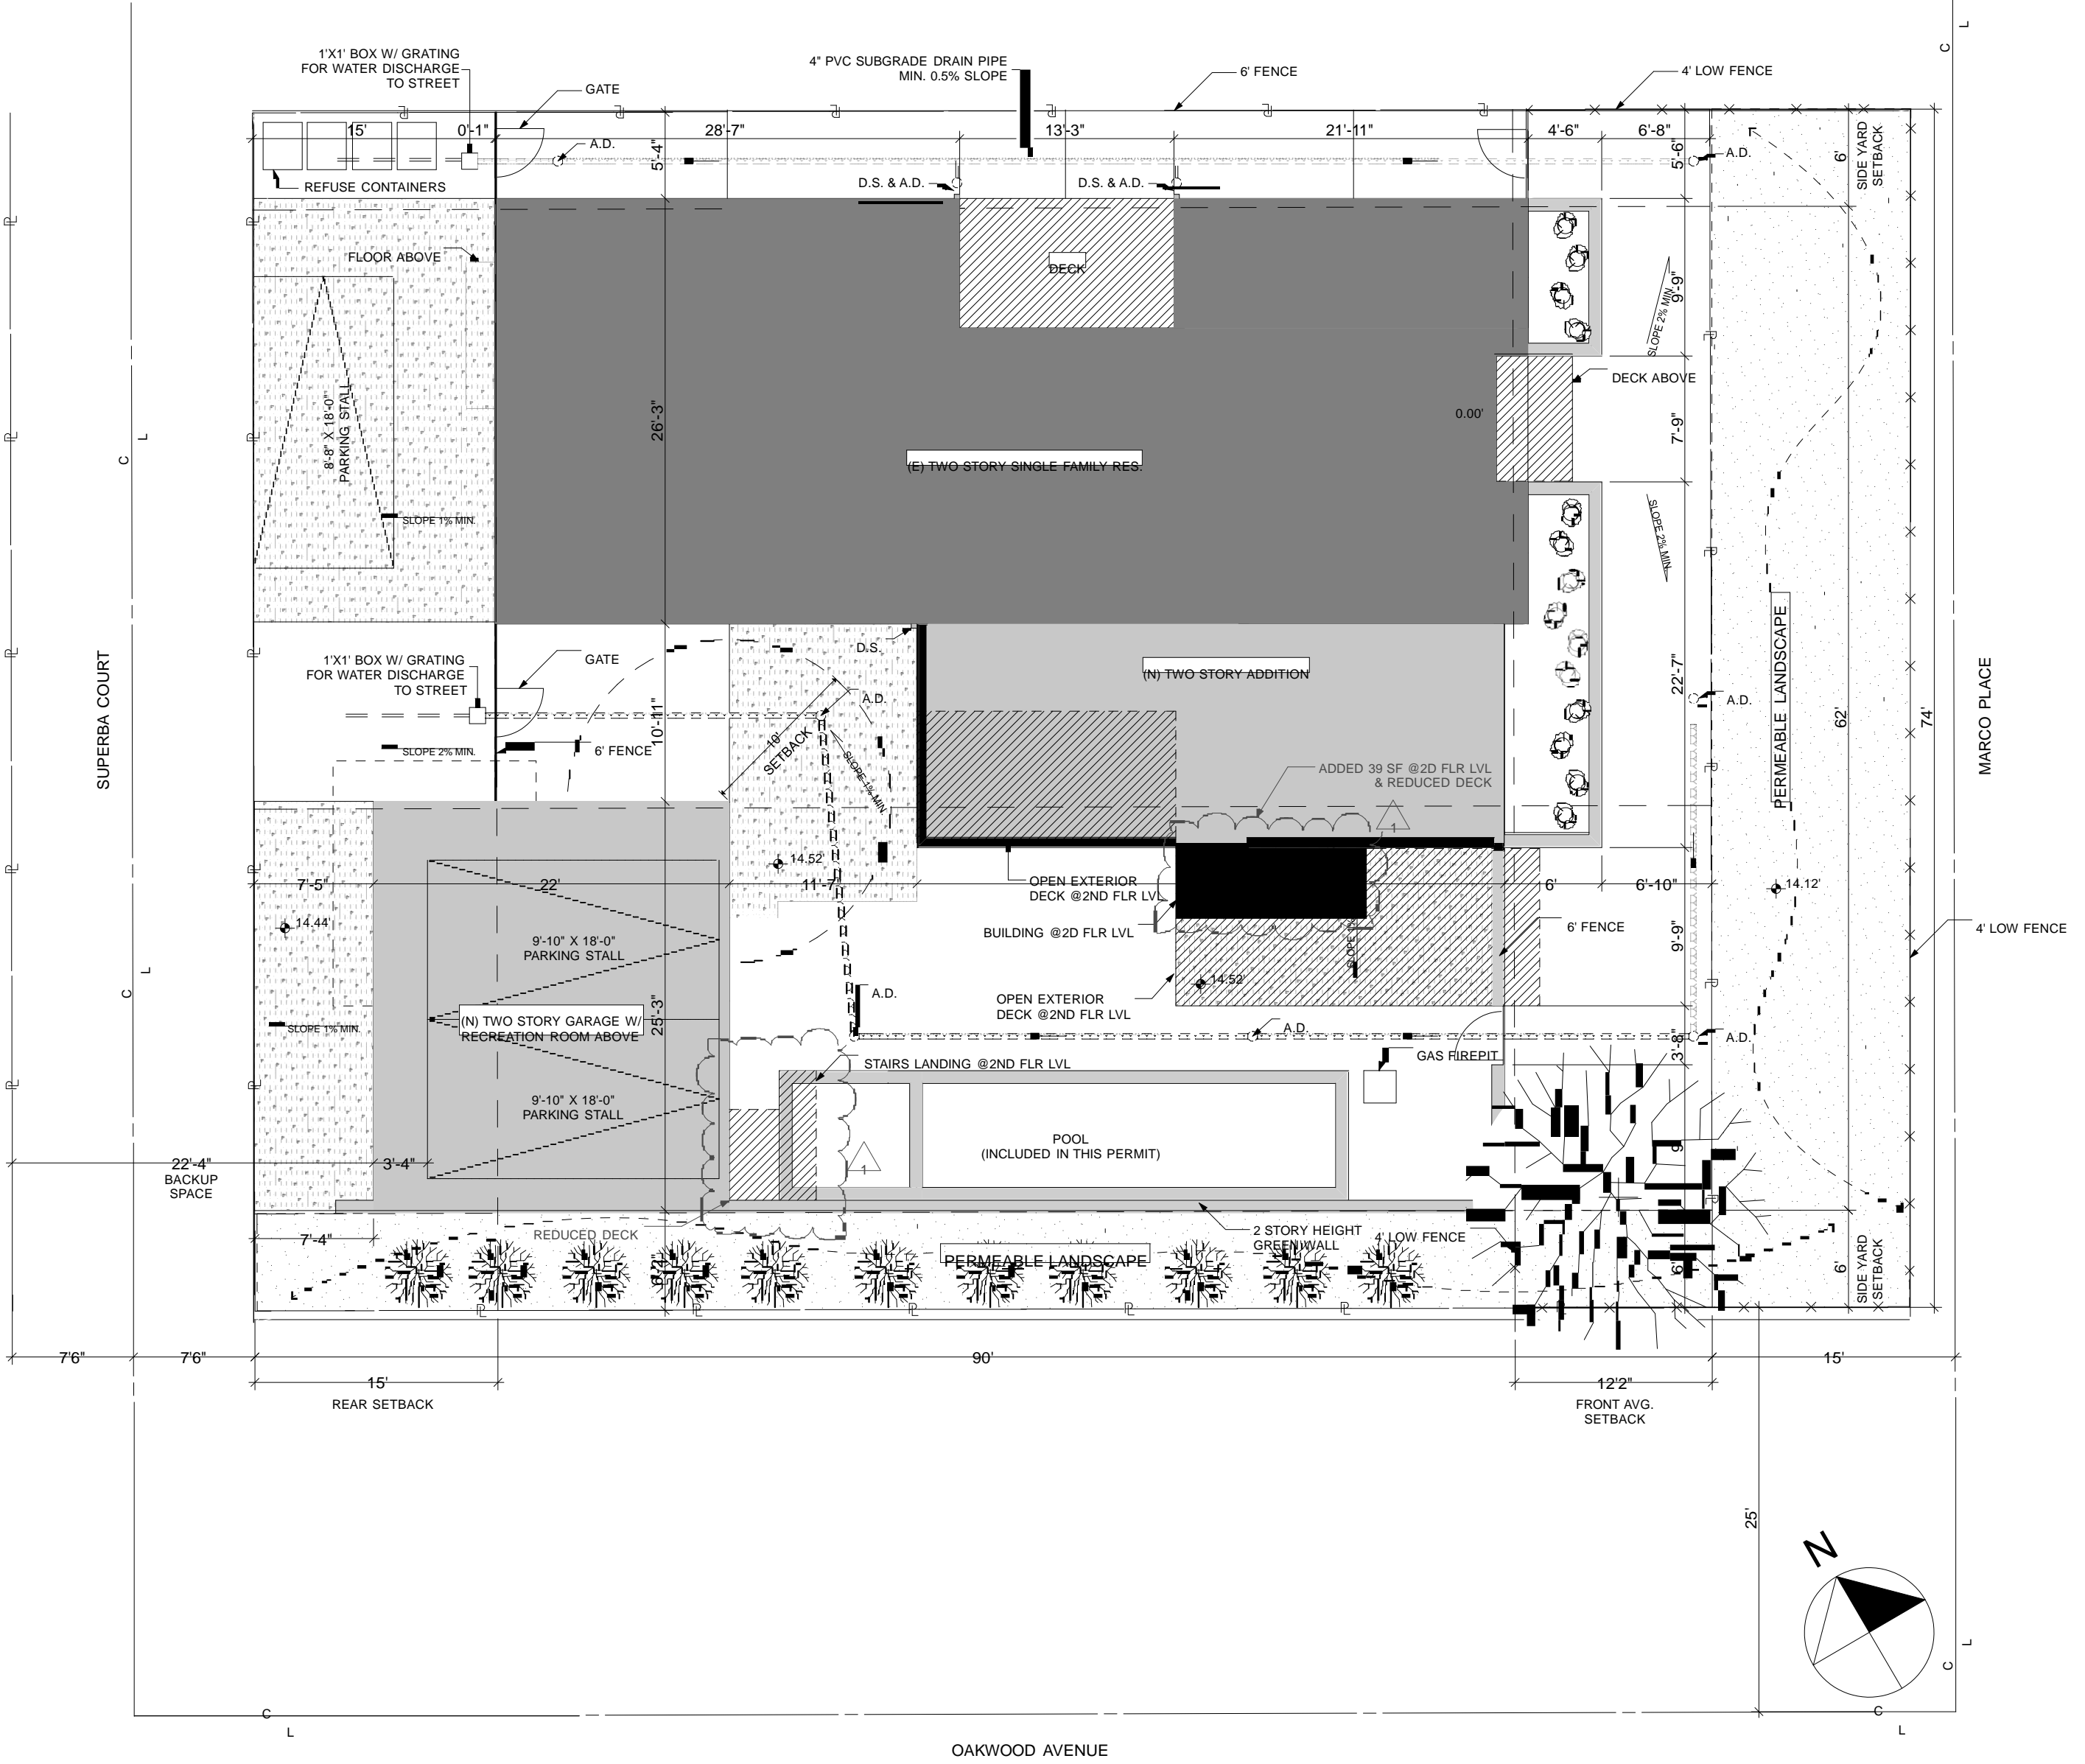 1'X1' BOX W/ GRATING
FOR WATER DISCHARGE
TO STREET
GATE
4" PVC SUBGRADE DRAIN PIPE
MIN. 0.5% SLOPE
6' FENCE
4' LOW FENCE
C
L
15'
0'-1"
28'-7"
13'-3"
21'-11"
4'-6"
6'-8"
A.D.
5'-4"
5'-6"
A.D.
6'
SIDE YARD
SETBACK
REFUSE CONTAINERS
D.S. & A.D.
D.S. & A.D.
FLOOR ABOVE
DECK
9'-9"
SLOPE 2% MIN.
DECK ABOVE
8'-8" X 18'-0"
PARKING STALL
26'-3"
0.00'
7'-9"
C
L
(E) TWO STORY SINGLE FAMILY RES.
SLOPE 1% MIN.
SLOPE 2% MIN.
SUPERBA COURT
1'X1' BOX W/ GRATING
FOR WATER DISCHARGE
TO STREET
GATE
D.S.
(N) TWO STORY ADDITION
22'-7"
PERMEABLE LANDSCAPE
62'
74'
MARCO PLACE
A.D.
A.D.
10'-11"
SLOPE 2% MIN.
6' FENCE
10'
SETBACK
SLOPE 1% MIN
ADDED 39 SF @2D FLR LVL
& REDUCED DECK
1
14.52'
7'-5"
22'
11'-7"
6'
6'-10"
14.12'
OPEN EXTERIOR
DECK @2ND FLR LVL
14.44'
BUILDING @2D FLR LVL
6' FENCE
9'-9"
4' LOW FENCE
9'-10" X 18'-0"
PARKING STALL
SLOPE
C
L
14.52'
A.D.
OPEN EXTERIOR
DECK @2ND FLR LVL
(N) TWO STORY GARAGE W/
RECREATION ROOM ABOVE
SLOPE 1% MIN.
25'-3"
A.D.
3'-8"
A.D.
GAS FIREPIT
STAIRS LANDING @2ND FLR LVL
9'-10" X 18'-0"
PARKING STALL
POOL
(INCLUDED IN THIS PERMIT)
9'
1
22'-4"
BACKUP
SPACE
3'-4"
7'-4"
REDUCED DECK
2 STORY HEIGHT
GREENWALL
4' LOW FENCE
PERMEABLE LANDSCAPE
6'-2"
6'
6'
SIDE YARD
SETBACK
7'6"
7'6"
90'
15'
15'
REAR SETBACK
12'2"
FRONT AVG.
SETBACK
25'
N
C
L
C
L
C
L
OAKWOOD AVENUE